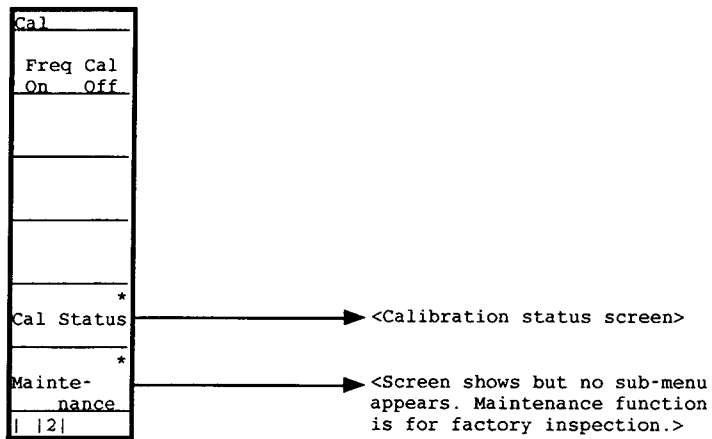 Cal
Freq Cal
On Off
*
Cal Status
<Calibration status screen>
*
Mainte-
nance
<Screen shows but no sub-menu
appears. Maintenance function
is for factory inspection.>
| |2|